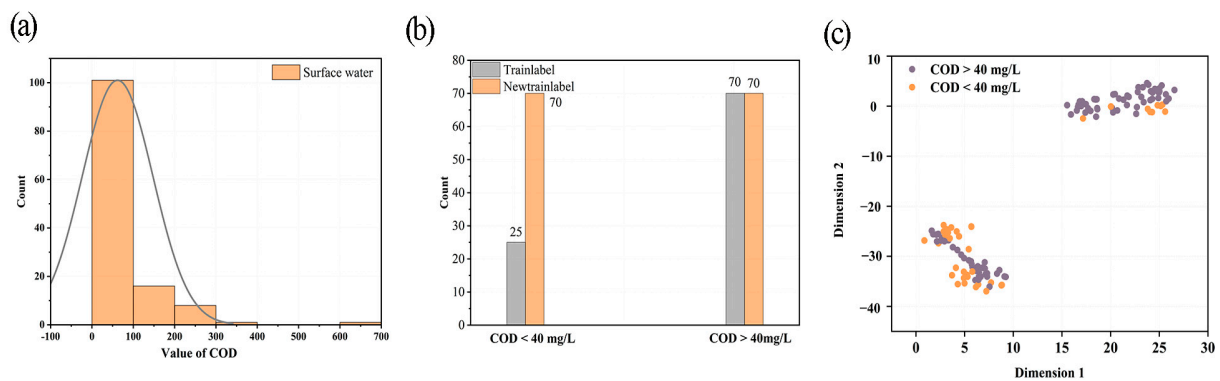 (a)
Surface water
Count
100
80
60
40
20
0
-100 0 100 200 300 400 500 600 700
Value of COD
(b)
Trainlabel
Newtrainlabel
Count
80
70
60
50
40
30
20
10
0
25
70
70
70
COD < 40 mg/L
COD > 40mg/L
(c)
COD > 40 mg/L
COD < 40 mg/L
Dimension 2
10
0
−10
−20
−30
−40
0 5 10 15 20 25 30
Dimension 1